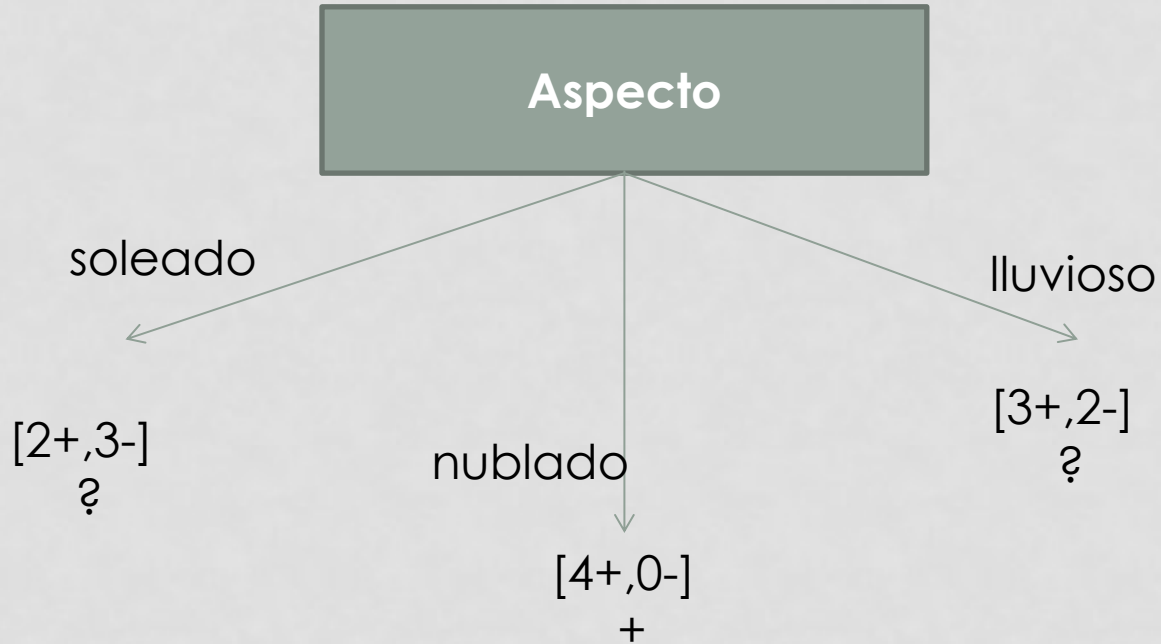 Aspecto
soleado
lluvioso
[2+,3-]
?
nublado
[3+,2-]
?
[4+,0-]
+